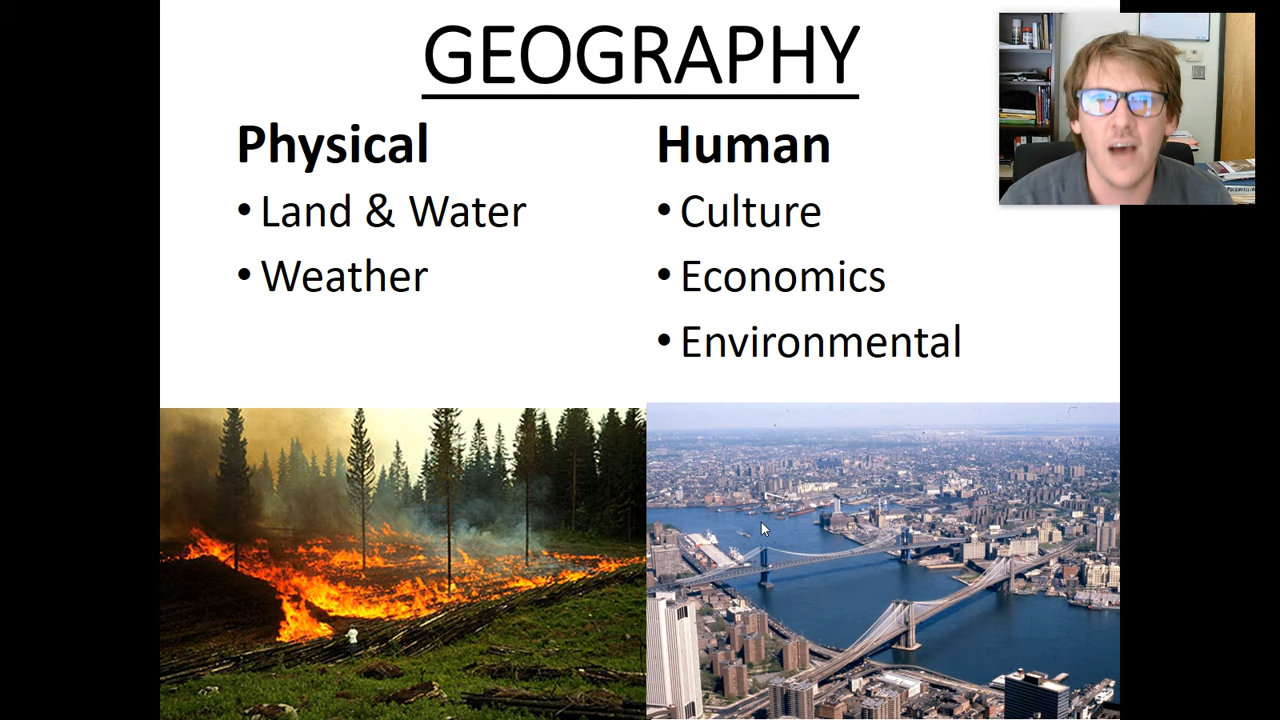 GEOGRAPHY
Physical
• Land & Water
• Weather
Human
• Culture
• Economics
• Environmental